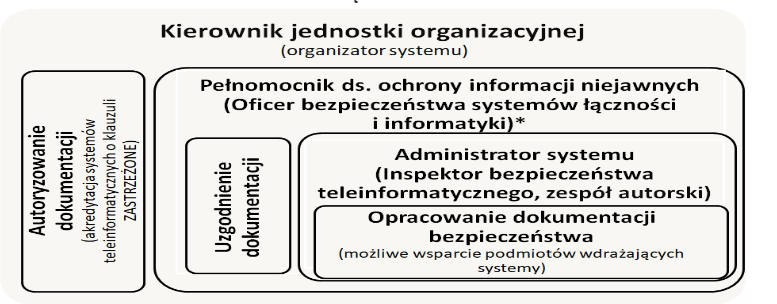 Kierownik jednostki organizacyjnej
(organizator systemu)
Autoryzowanie
dokumentacji
(akredytacja systemów
teleinformatycznych o klauzuli
ZASTRZEŻONE)
Pełnomocnik ds. ochrony informacji niejawnych
(Oficer bezpieczeństwa systemów łączności
i informatyki)*
Uzgodnienie
dokumentacji
Administrator systemu
(Inspektor bezpieczeństwa
teleinformatycznego, zespół autorski)
Opracowanie dokumentacji
bezpieczeństwa
(możliwe wsparcie podmiotów wdrażających
systemy)